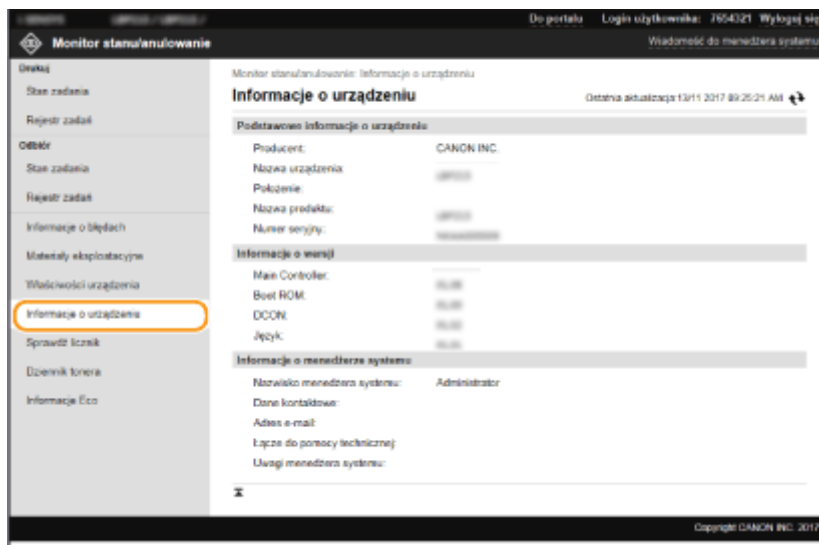 Do portalu Login użytkownika: 7654321 Wyloguj się
Monitor stanu/anulowanie
Wiadomość do menedżera systemu
Drukuj
Stan zadania
Rejestr zadań
Odbiór
Stan zadania
Rejestr zadań
Informacje o błędach
Materiały eksploatacyjne
Właściwości urządzenia
Informacje o urządzeniu
Sprawdź licznik
Dziennik tonera
Informacje Eco
Monitor stanu/anulowanie: Informacje o urządzeniu
Informacje o urządzeniu
Ostatnia aktualizacja:13/11 2017 09:25:21 AM
Podstawowe informacje o urządzeniu
Producent: CANON INC.
Nazwa urządzenia:
Położenie:
Nazwa produktu:
Numer seryjny:
Informacje o wersji
Main Controller:
Boot ROM:
DCON:
Język:
Informacje o menedżerze systemu
Nazwisko menedżera systemu: Administrator
Dane kontaktowe:
Adres e-mail:
Łącze do pomocy technicznej:
Uwagi menedżera systemu:
Copyright CANON INC. 2017